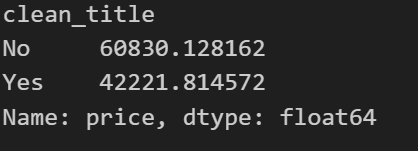 clean_title
No     60830.128162
Yes    42221.814572
Name: price, dtype: float64